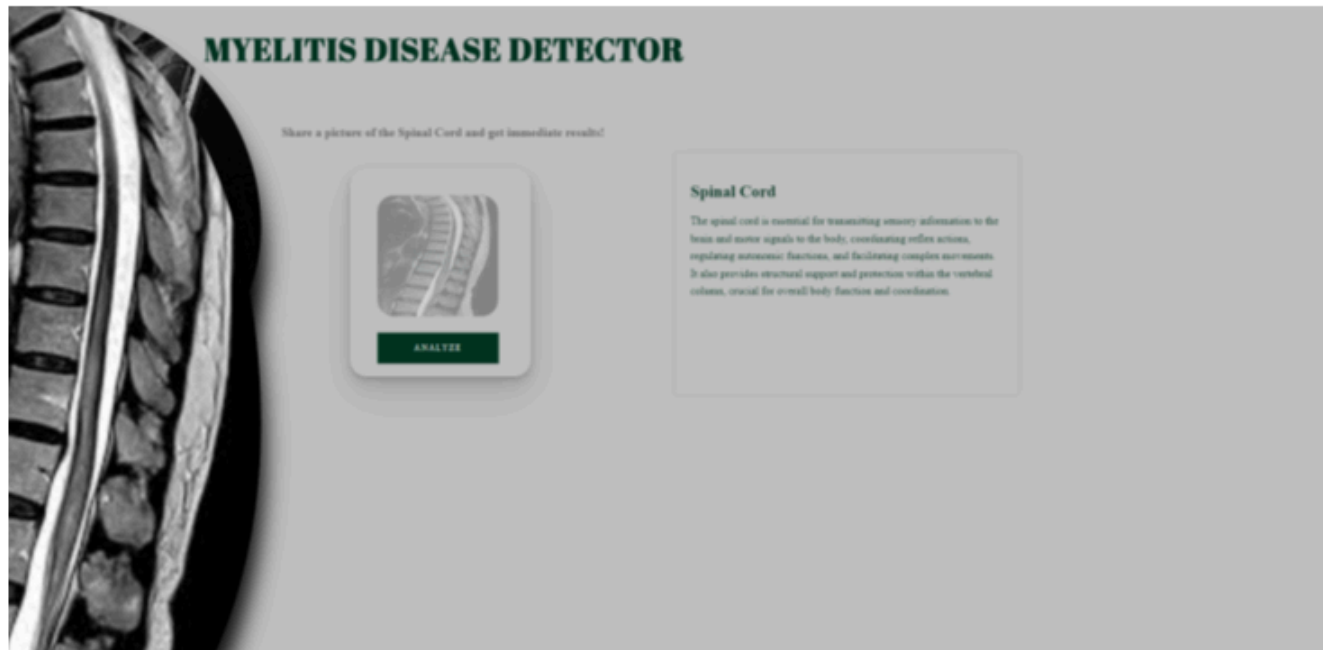 MYELITIS DISEASE DETECTOR
Share a picture of the Spinal Cord and get immediate results!
ANALYZE
Spinal Cord
The spinal cord is essential for transmitting sensory information to the
brain and motor signals to the body, coordinating reflex actions,
regulating autonomic functions, and facilitating complex movements.
It also provides structural support and protection within the vertebral
column, crucial for overall body function and coordination.